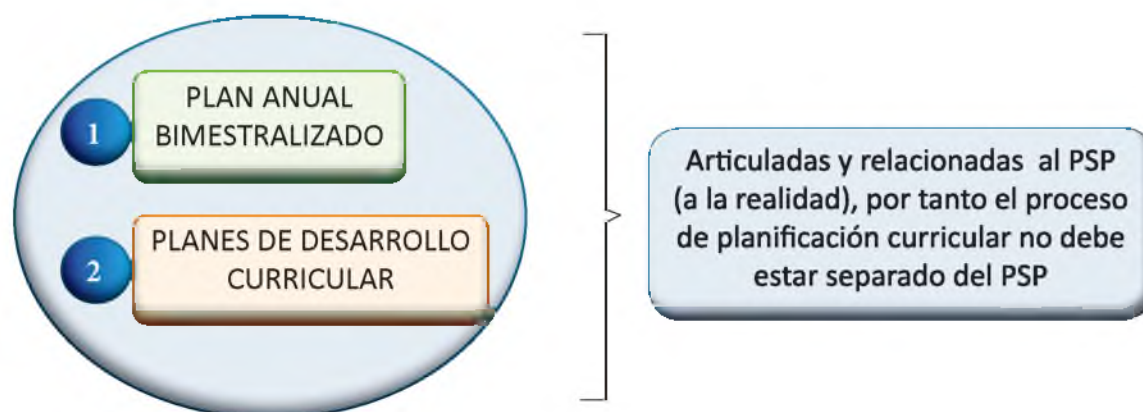 1
PLAN ANUAL
BIMESTRALIZADO
2
PLANES DE DESARROLLO
CURRICULAR
Articuladas y relacionadas al PSP
(a la realidad), por tanto el proceso
de planificación curricular no debe
estar separado del PSP